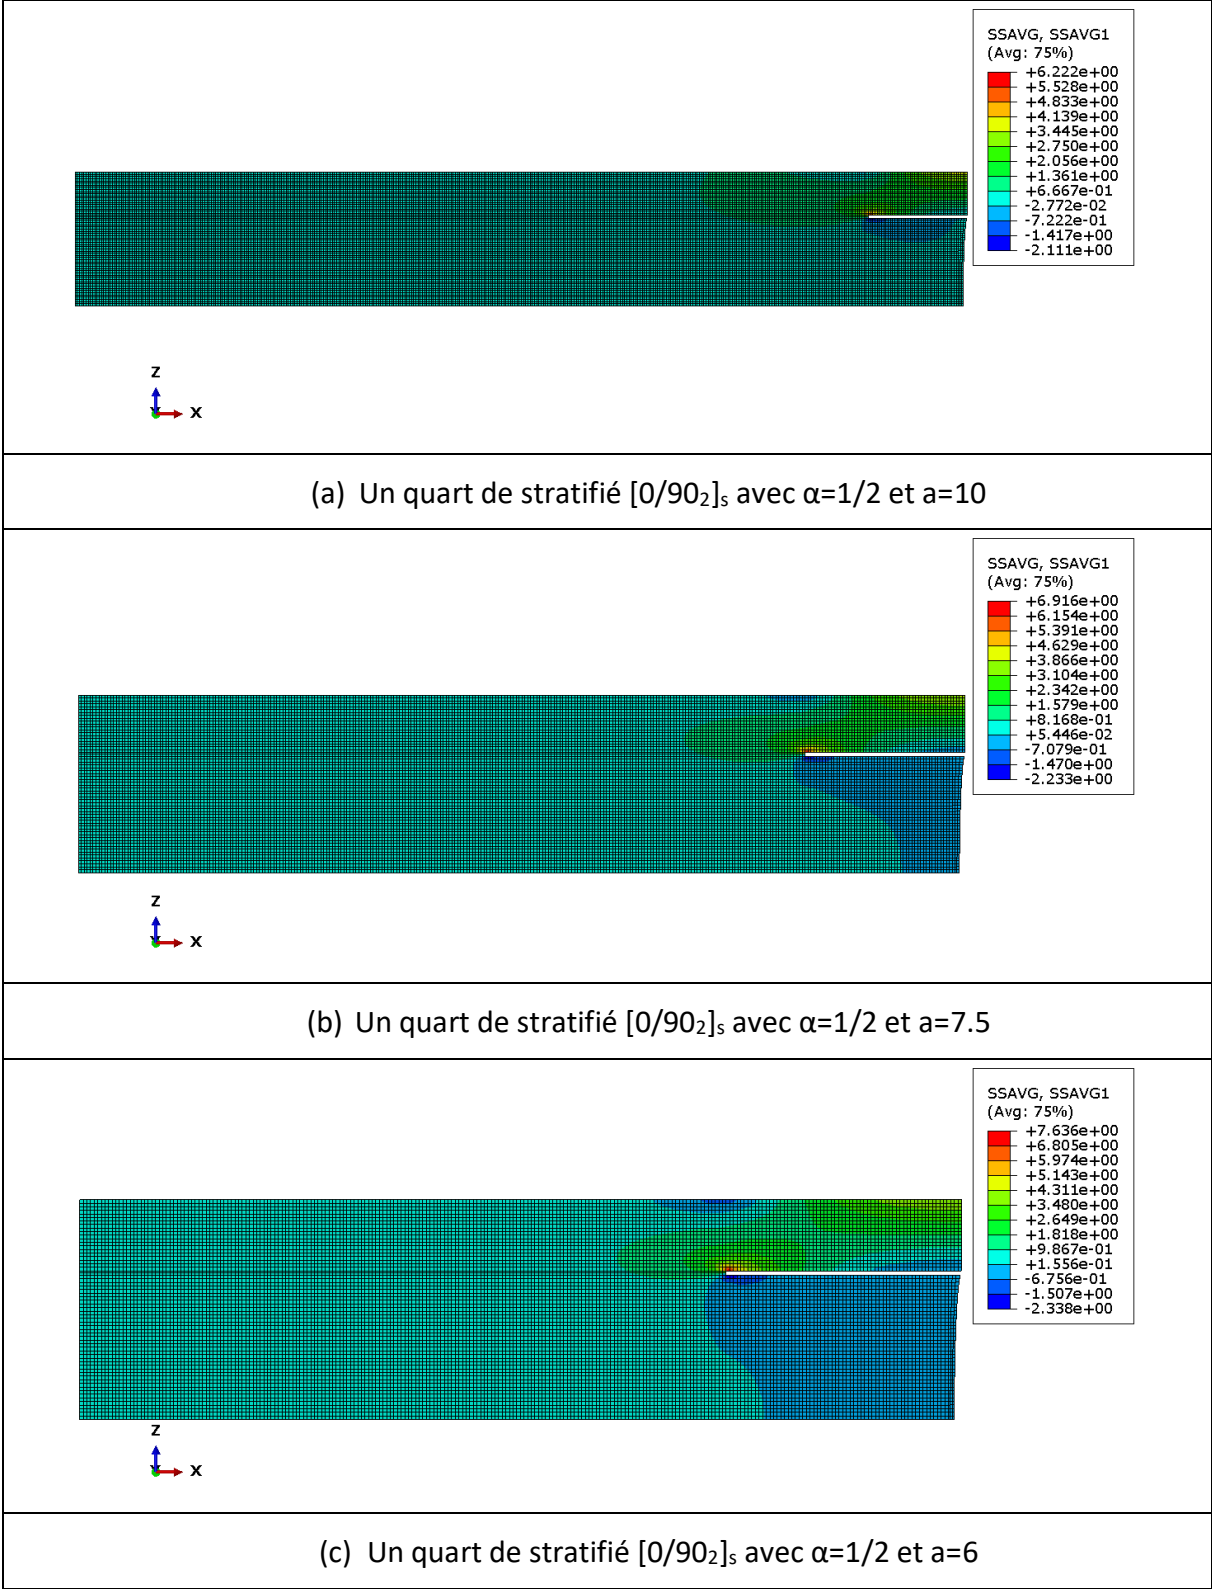 SSAVG, SSAVG1
(Avg: 75%)
+6.222e+00
+5.528e+00
+4.833e+00
+4.139e+00
+3.445e+00
+2.750e+00
+2.056e+00
+1.361e+00
+6.667e-01
-2.772e-02
-7.222e-01
-1.417e+00
-2.111e+00
Z
Y X
(a) Un quart de stratifié [0/90₂]ₛ avec α=1/2 et a=10
SSAVG, SSAVG1
(Avg: 75%)
+6.916e+00
+6.154e+00
+5.391e+00
+4.629e+00
+3.866e+00
+3.104e+00
+2.342e+00
+1.579e+00
+8.168e-01
+5.446e-02
-7.079e-01
-1.470e+00
-2.233e+00
Z
Y X
(b) Un quart de stratifié [0/90₂]ₛ avec α=1/2 et a=7.5
SSAVG, SSAVG1
(Avg: 75%)
+7.636e+00
+6.805e+00
+5.974e+00
+5.143e+00
+4.311e+00
+3.480e+00
+2.649e+00
+1.818e+00
+9.867e-01
+1.556e-01
-6.756e-01
-1.507e+00
-2.338e+00
Z
Y X
(c) Un quart de stratifié [0/90₂]ₛ avec α=1/2 et a=6